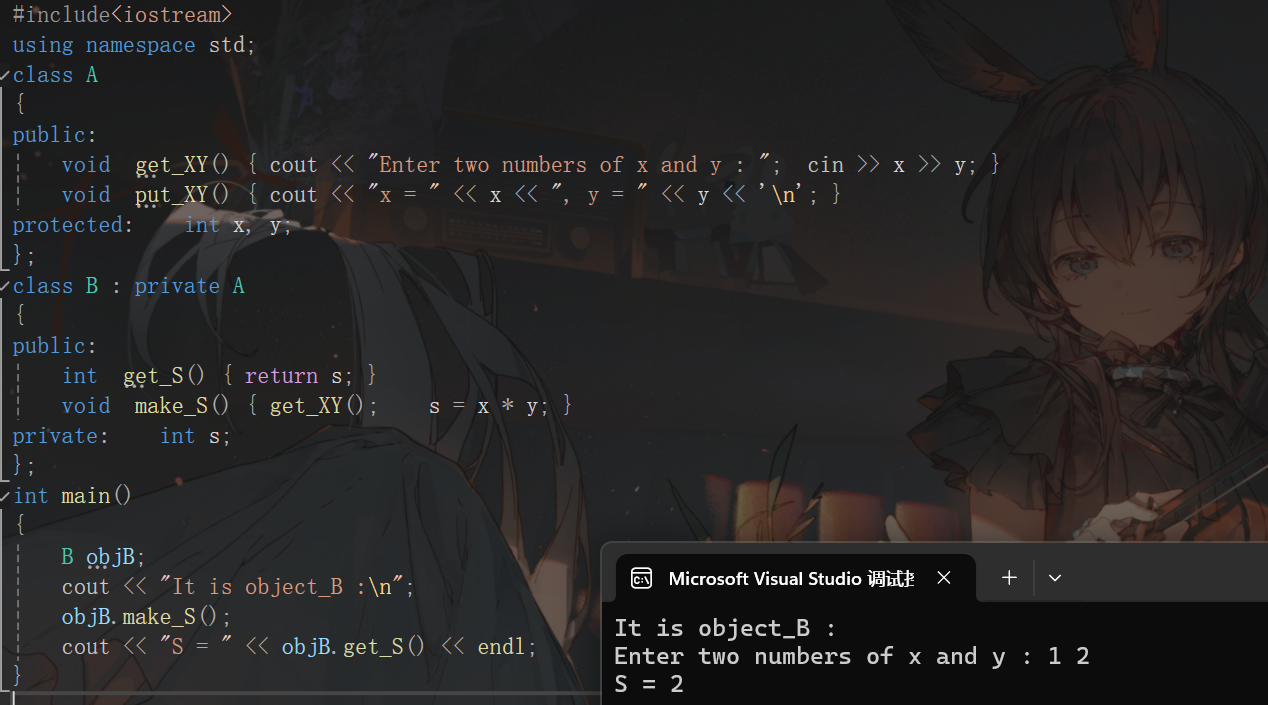 #include<iostream>
using namespace std;
class A
{
public:
    void  get_XY() { cout << "Enter two numbers of x and y : ";  cin >> x >> y; }
    void  put_XY() { cout << "x = " << x << ", y = " << y << '\n'; }
protected:    int x, y;
};
class B : private A
{
public:
    int  get_S() { return s; }
    void  make_S() { get_XY();    s = x * y; }
private:    int s;
};
int main()
{
    B objB;
    cout << "It is object_B :\n";
    objB.make_S();
    cout << "S = " << objB.get_S() << endl;
}
Microsoft Visual Studio 调试
It is object_B :
Enter two numbers of x and y : 1 2
S = 2